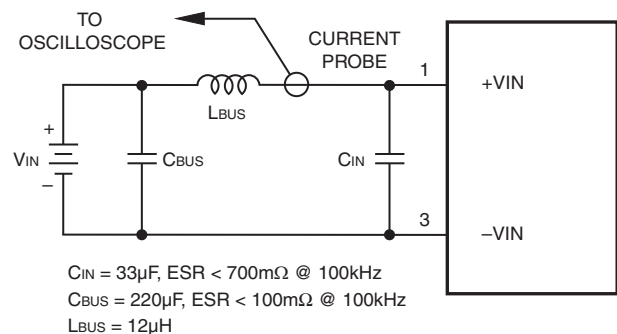 TO
OSCILLOSCOPE
CURRENT
PROBE
1
+VIN
LBUS
+
VIN
CBUS
CIN
–
3
–VIN
CIN = 33µF, ESR < 700mΩ @ 100kHz
CBUS = 220µF, ESR < 100mΩ @ 100kHz
LBUS = 12µH